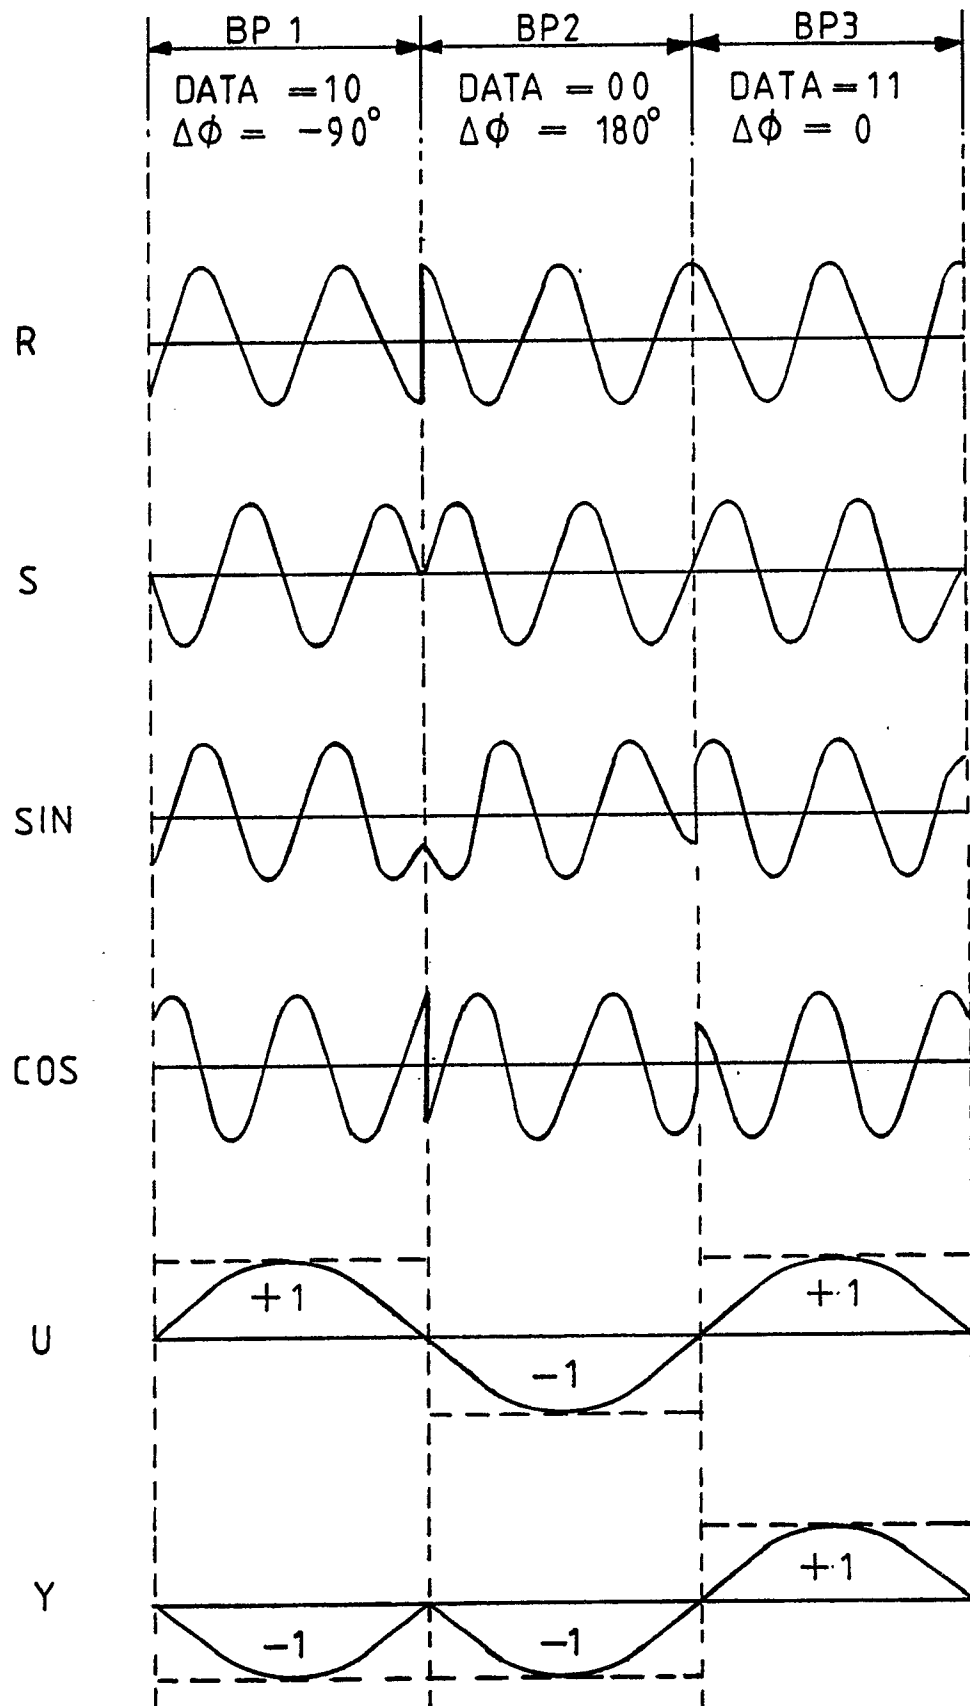 BP 1 BP2 BP3
DATA =10 DATA = 00 DATA=11
Δϕ = -90° Δϕ = 180° Δϕ = 0
R
S
SIN
COS
+1 +1
U
-1
+1
Y
-1 -1